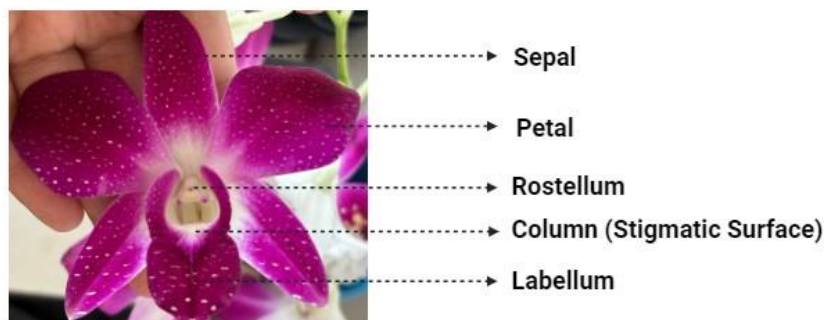 Sepal
Petal
Rostellum
Column (Stigmatic Surface)
Labellum